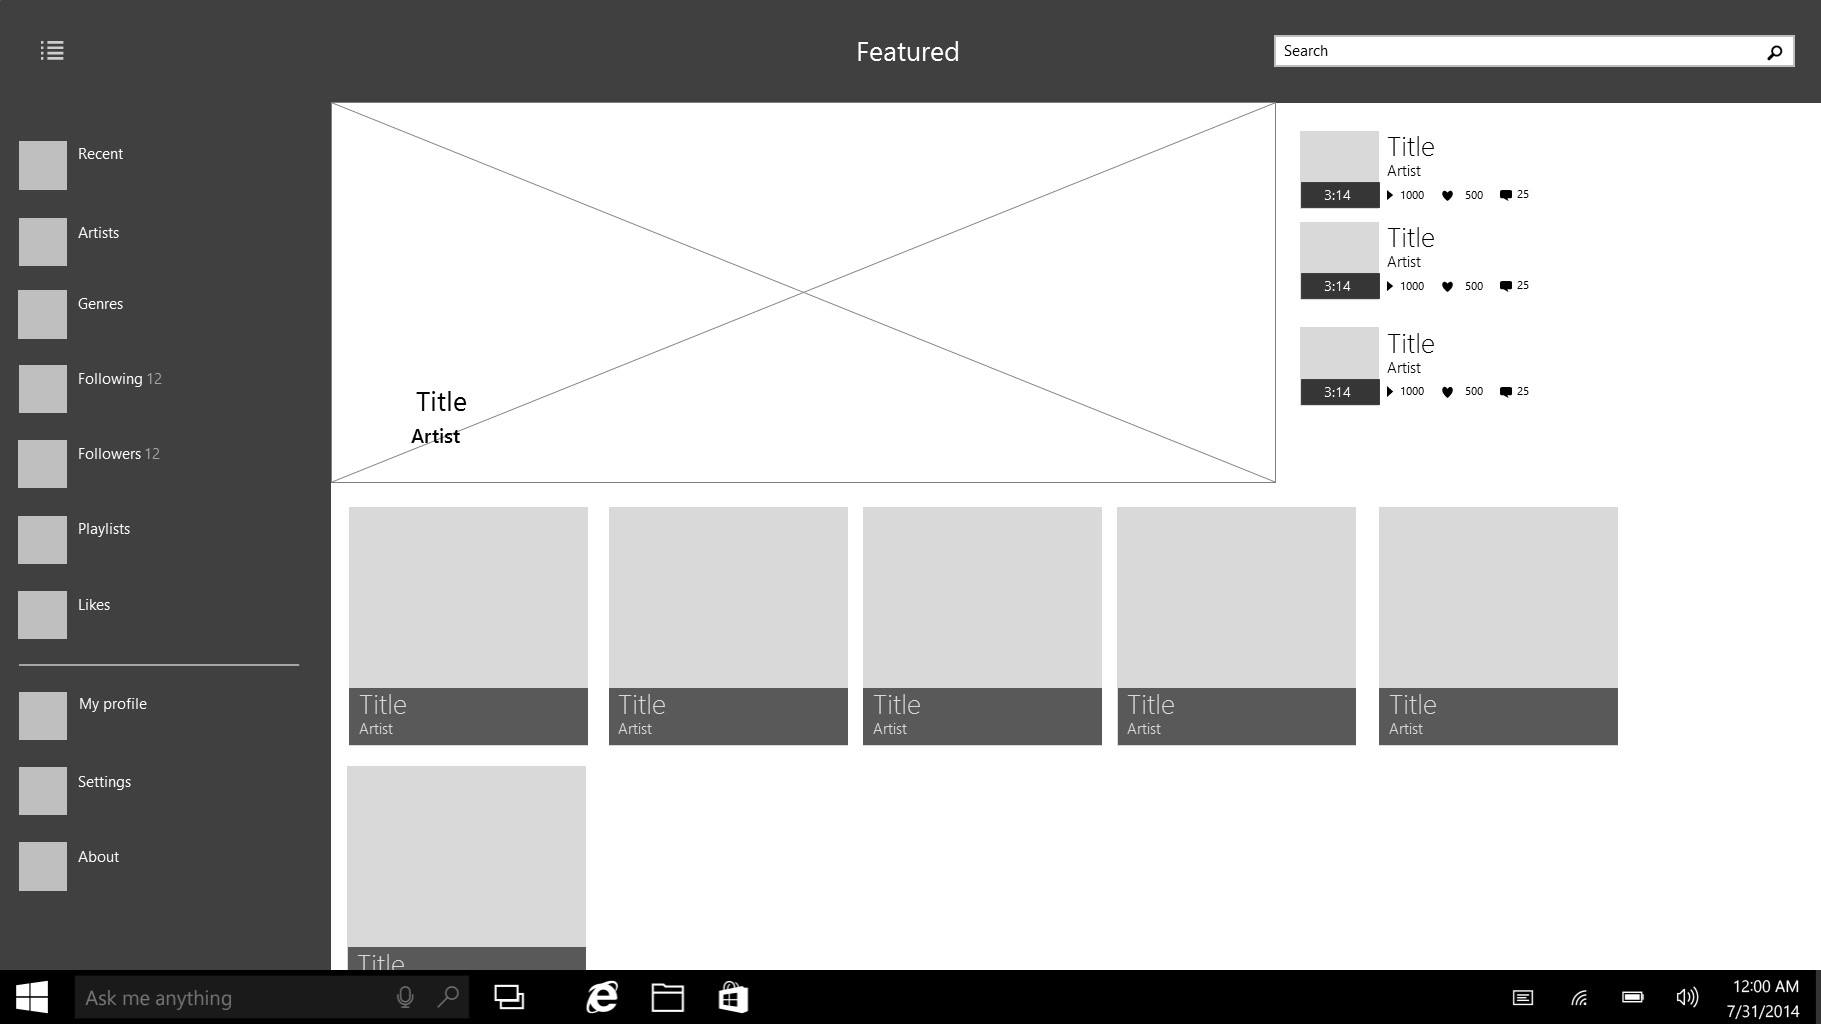 Featured
Search
Recent
Artists
Genres
Following 12
Followers 12
Playlists
Likes
My profile
Settings
About
Title
Artist
Title
Artist
3:14 1000 500 25
Title
Artist
3:14 1000 500 25
Title
Artist
3:14 1000 500 25
Title
Artist
Title
Artist
Title
Artist
Title
Artist
Title
Artist
Title
Ask me anything
12:00 AM
7/31/2014